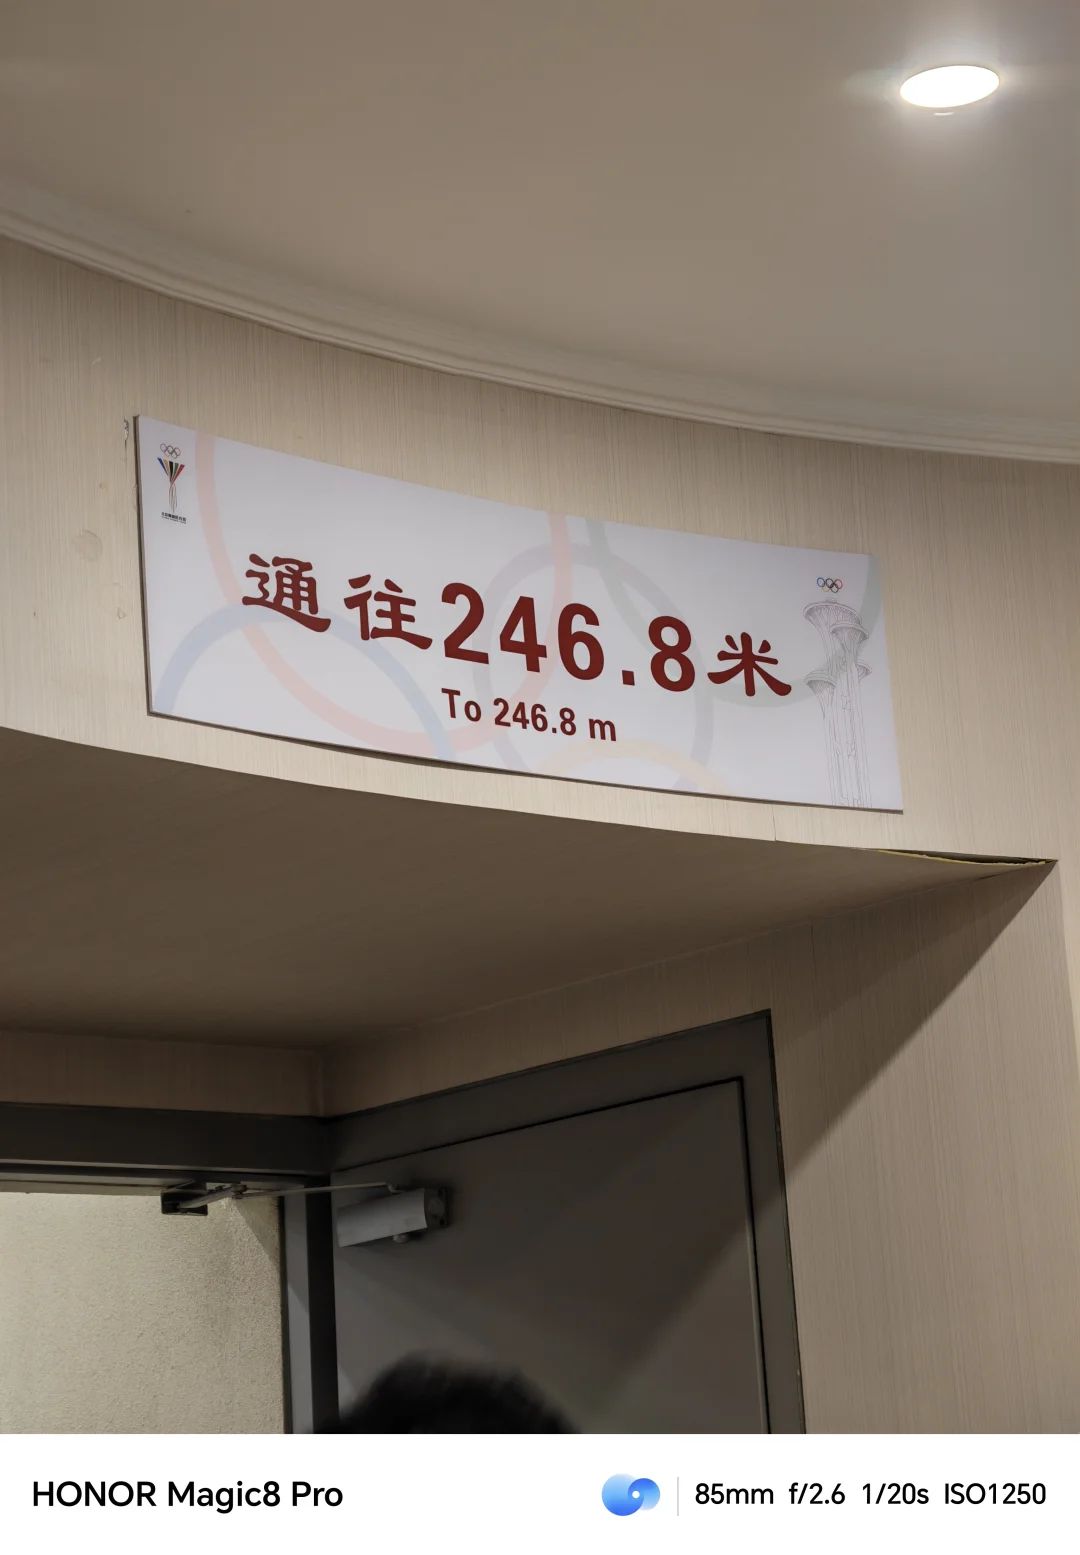 通往246.8米
To 246.8 m
HONOR Magic8 Pro
85mm f/2.6 1/20s ISO1250